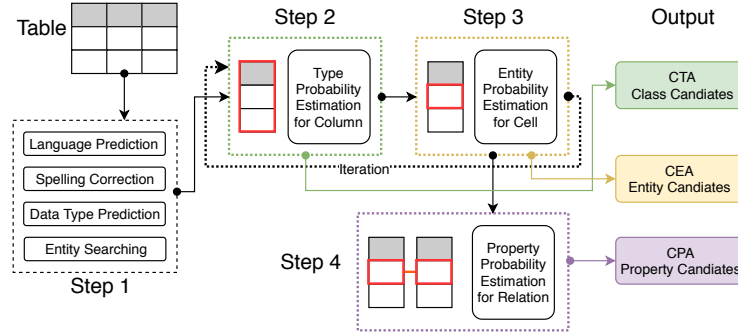 Table
Step 2
Step 3
Output
Type
Probability
Estimation
for Column
Entity
Probability
Estimation
for Cell
CTA
Class Candidates
Language Prediction
Spelling Correction
Data Type Prediction
Entity Searching
Step 1
Iteration
CEA
Entity Candiates
Step 4
Property
Probability
Estimation
for Relation
CPA
Property Candidates